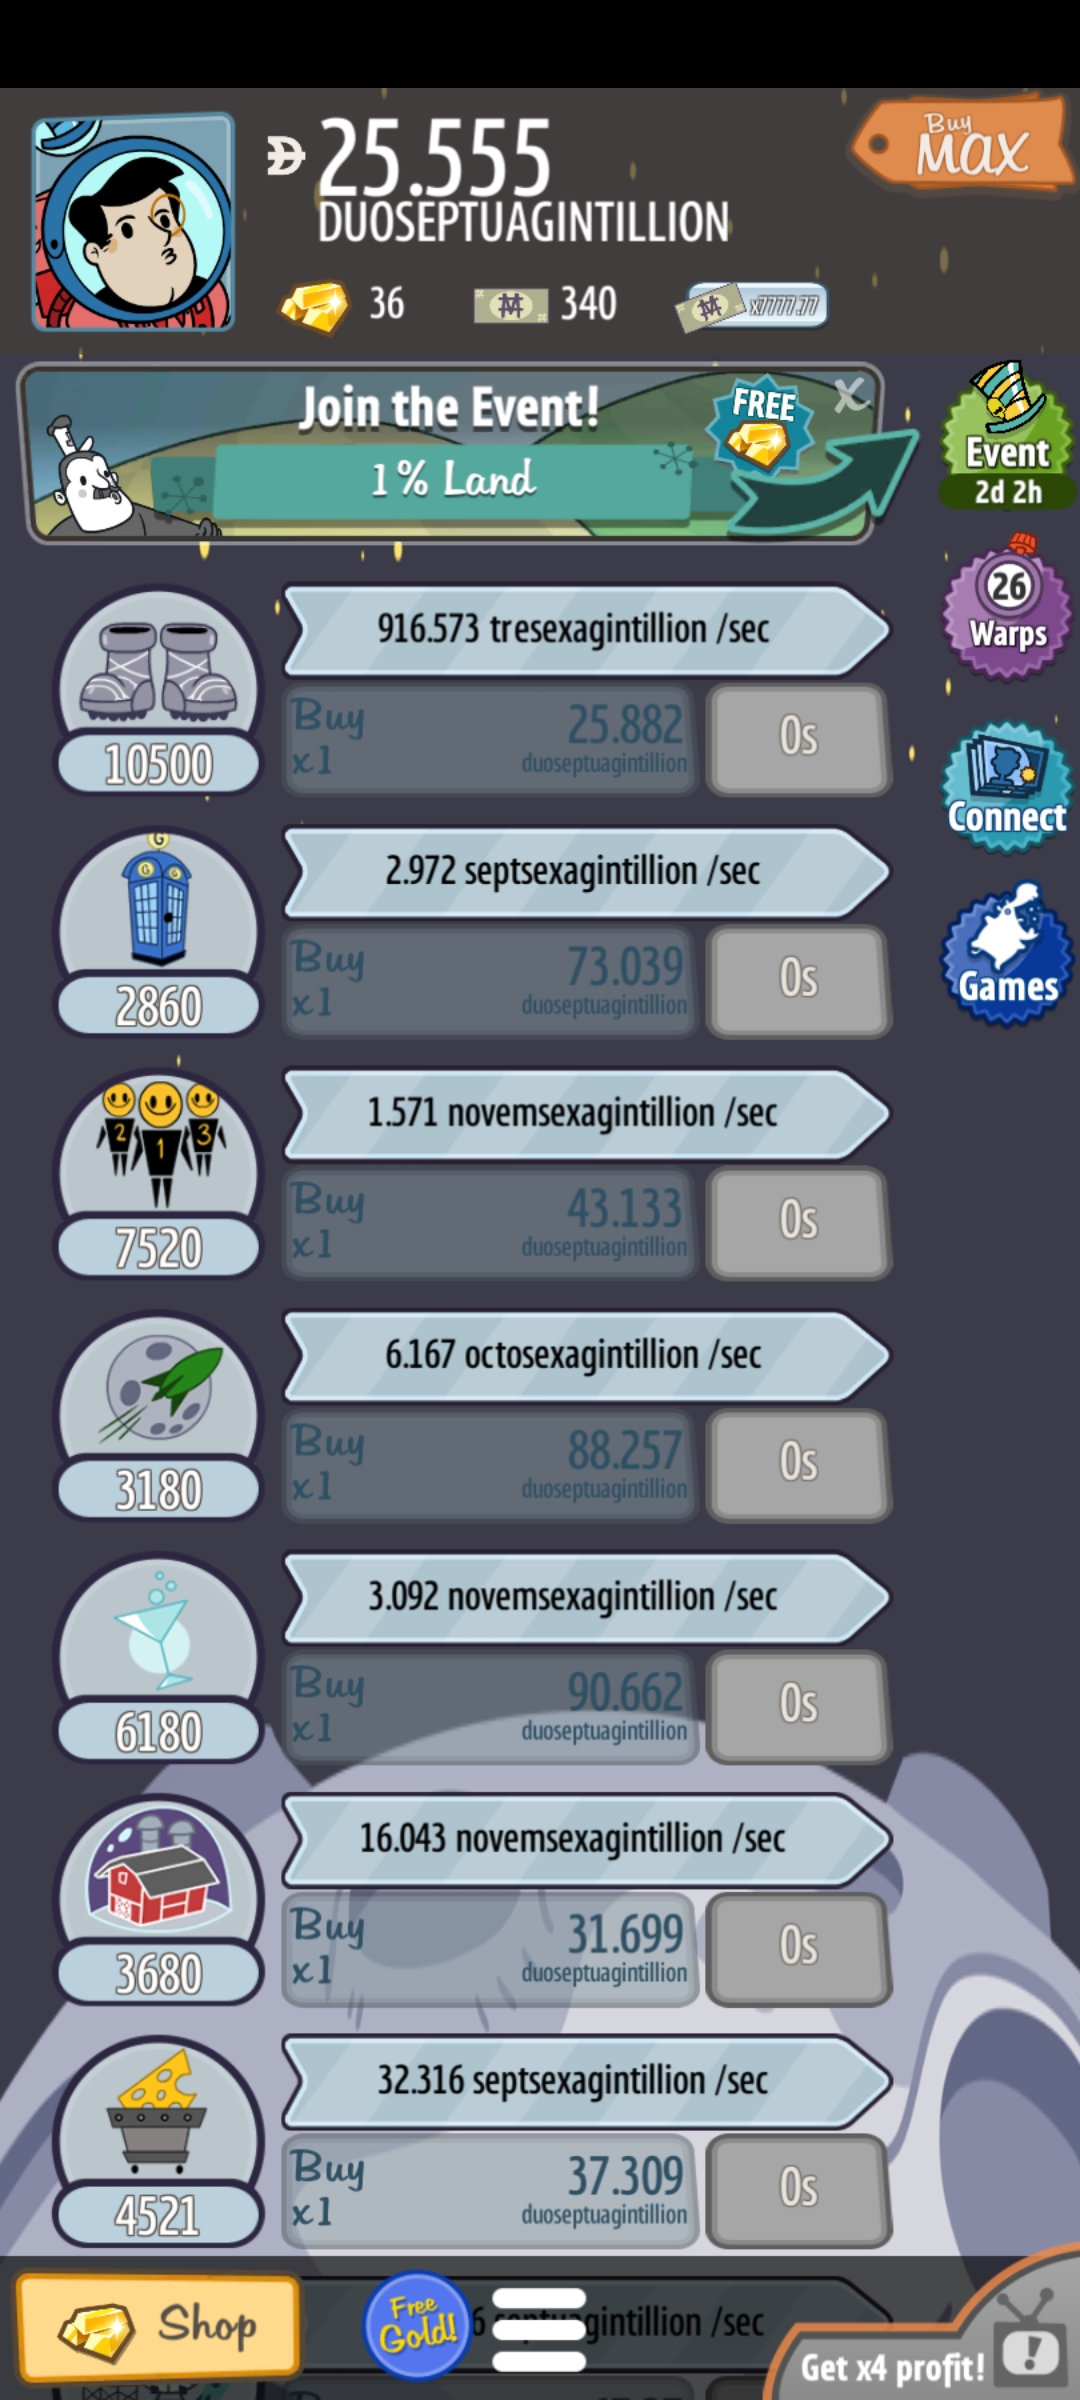 25.555
DUOSEPTUAGINTILLION
Buy
MAX
36
340
x7777.77
Join the Event!
1% Land
FREE
X
Event
2d 2h
26
Warps
Connect
Games
916.573 tresexagintillion /sec
10500
Buy
x1
25.882
duoseptuagintillion
0s
G
G
G
2.972 septsexagintillion /sec
2860
Buy
x1
73.039
duoseptuagintillion
0s
2 1 3
1.571 novemsexagintillion /sec
7520
Buy
x1
43.133
duoseptuagintillion
0s
6.167 octosexagintillion /sec
3180
Buy
x1
88.257
duoseptuagintillion
0s
3.092 novemsexagintillion /sec
6180
Buy
x1
90.662
duoseptuagintillion
0s
16.043 novemsexagintillion /sec
3680
Buy
x1
31.699
duoseptuagintillion
0s
32.316 septsexagintillion /sec
4521
Buy
x1
37.309
duoseptuagintillion
0s
Shop
Free
Gold!
6 septuagintillion /sec
Get x4 profit!
!